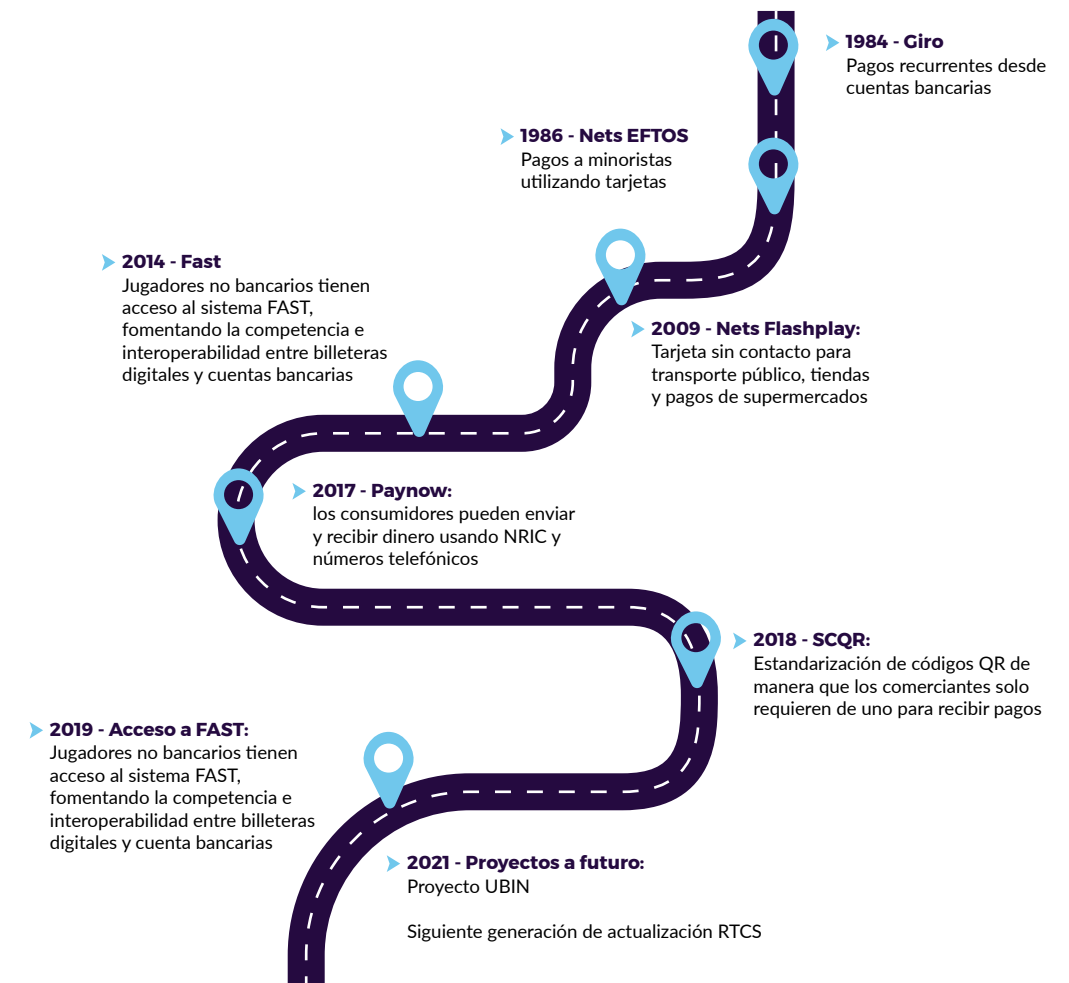 1984 - Giro
Pagos recurrentes desde
cuentas bancarias
1986 - Nets EFTOS
Pagos a minoristas
utilizando tarjetas
2009 - Nets Flashplay:
Tarjeta sin contacto para
transporte público, tiendas
y pagos de supermercados
2014 - Fast
Jugadores no bancarios tienen
acceso al sistema FAST,
fomentando la competencia e
interoperabilidad entre billeteras
digitales y cuentas bancarias
2017 - Paynow:
los consumidores pueden enviar
y recibir dinero usando NRIC y
números telefónicos
2018 - SCQR:
Estandarización de códigos QR de
manera que los comerciantes solo
requieren de uno para recibir pagos
2019 - Acceso a FAST:
Jugadores no bancarios tienen
acceso al sistema FAST,
fomentando la competencia e
interoperabilidad entre billeteras
digitales y cuenta bancarias
2021 - Proyectos a futuro:
Proyecto UBIN
Siguiente generación de actualización RTCS